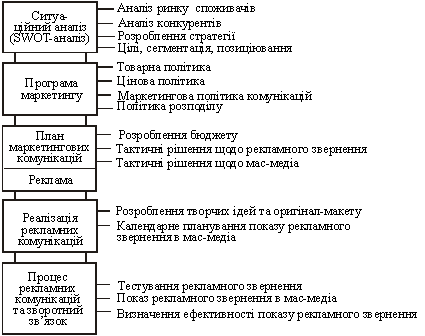 Ситуа-
ційний аналіз
(SWOT-аналіз)
Аналіз ринку споживачів
Аналіз конкурентів
Розроблення стратегії
Цілі, сегментація, позиціювання
Програма
маркетингу
Товарна політика
Цінова політика
Маркетингова політика комунікацій
Політика розподілу
План
маркетингових
комунікацій
Реклама
Розроблення бюджету
Тактичні рішення щодо рекламного звернення
Тактичні рішення щодо мас-медіа
Реалізація
рекламних
комунікацій
Розроблення творчих ідей та оригінал-макету
Календарне планування показу рекламного
звернення в мас-медіа
Процес
рекламних
комунікацій
та зворотний
зв᾽язок
Тестування рекламного звернення
Показ рекламного звернення в мас-медіа
Визначення ефективності показу рекламного звернення